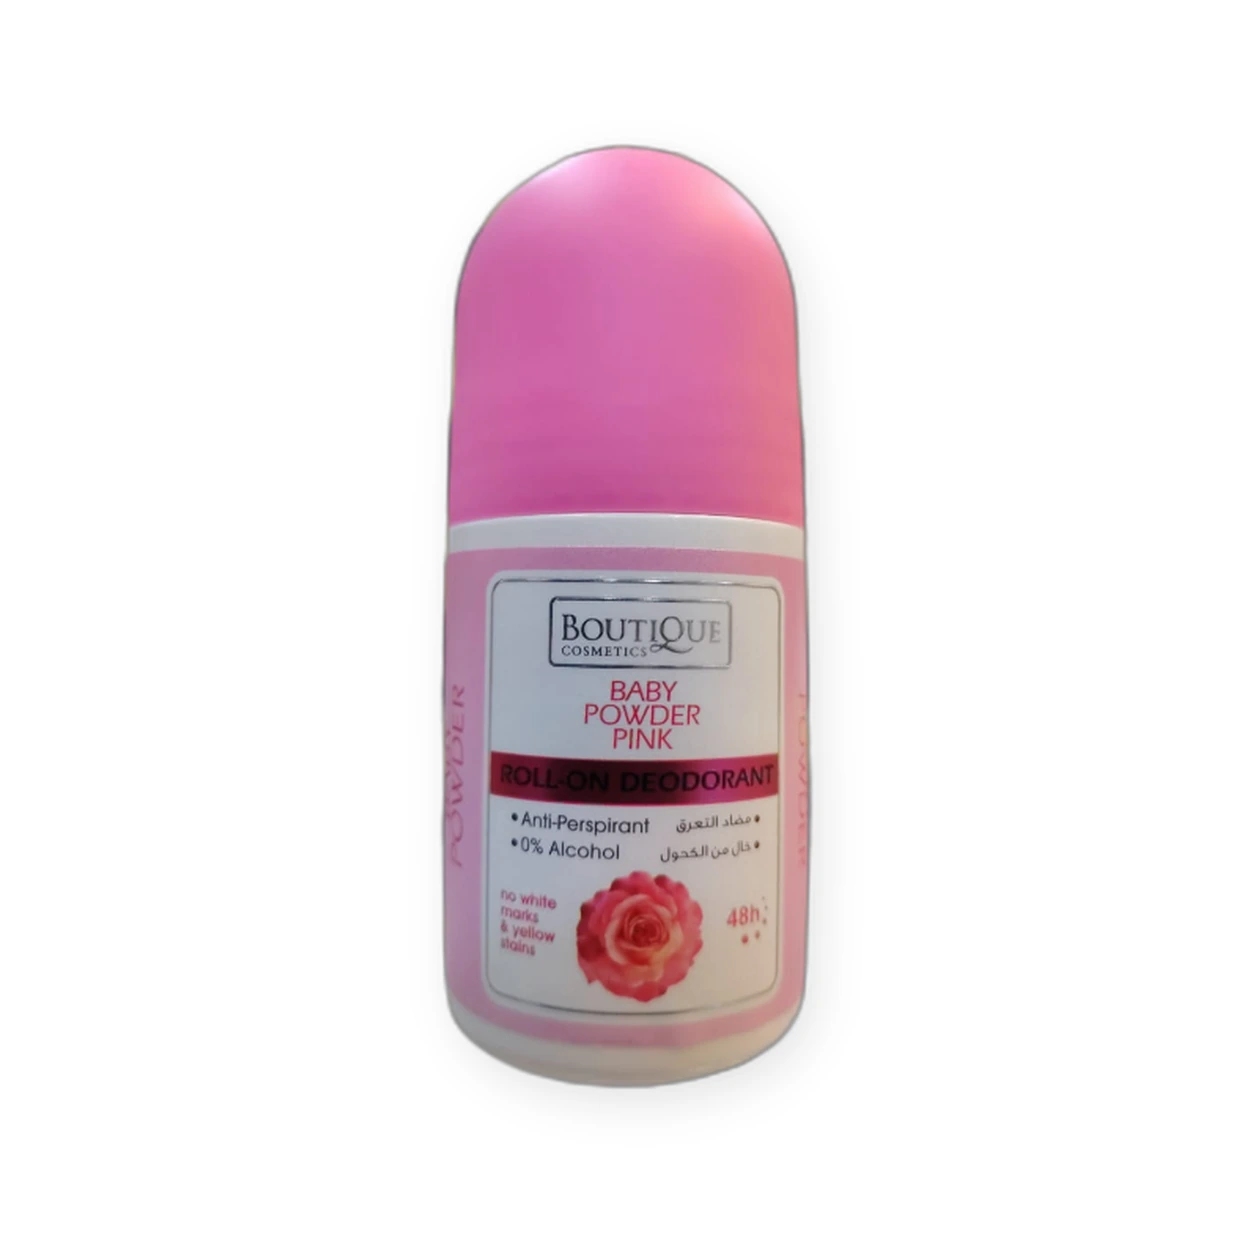 BOUTIQUE
COSMETICS
BABY
POWDER
PINK
ROLL-ON DEODORANT
• Anti-Perspirant
• مضاد التعرق
• 0% Alcohol
• خال من الكحول
no white
marks
& yellow
stains
48h
POWDER
POWDER